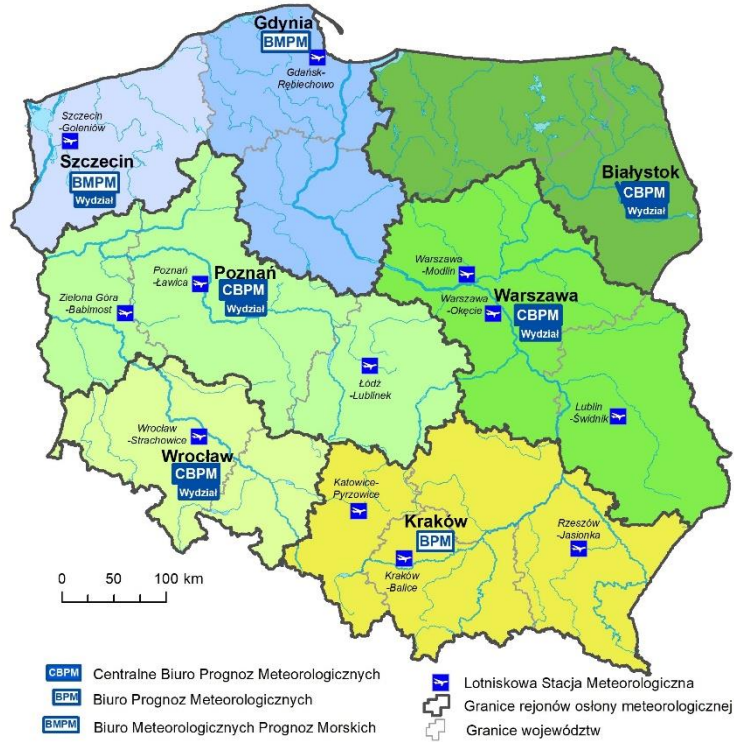 Gdynia
BMPM
Gdańsk-
Rębiechowo
Szczecin
-Goleniów
Szczecin
BMPM
Wydział
Białystok
CBPM
Wydział
Poznań
-Ławica
Poznań
CBPM
Wydział
Zielona Góra
-Babimost
Warszawa
-Modlin
Warszawa
-Okęcie
Warszawa
CBPM
Wydział
Łódź
-Lublinek
Lublin
-Świdnik
Wrocław
-Strachowice
Wrocław
CBPM
Wydział
Katowice-
Pyrzowice
Kraków
BPM
Kraków
-Balice
Rzeszów
-Jasionka
0 50 100 km
CBPM Centralne Biuro Prognoz Meteorologicznych
BPM Biuro Prognoz Meteorologicznych
BMPM Biuro Meteorologicznych Prognoz Morskich
Lotniskowa Stacja Meteorologiczna
Granice rejonów osłony meteorologicznej
Granice województw